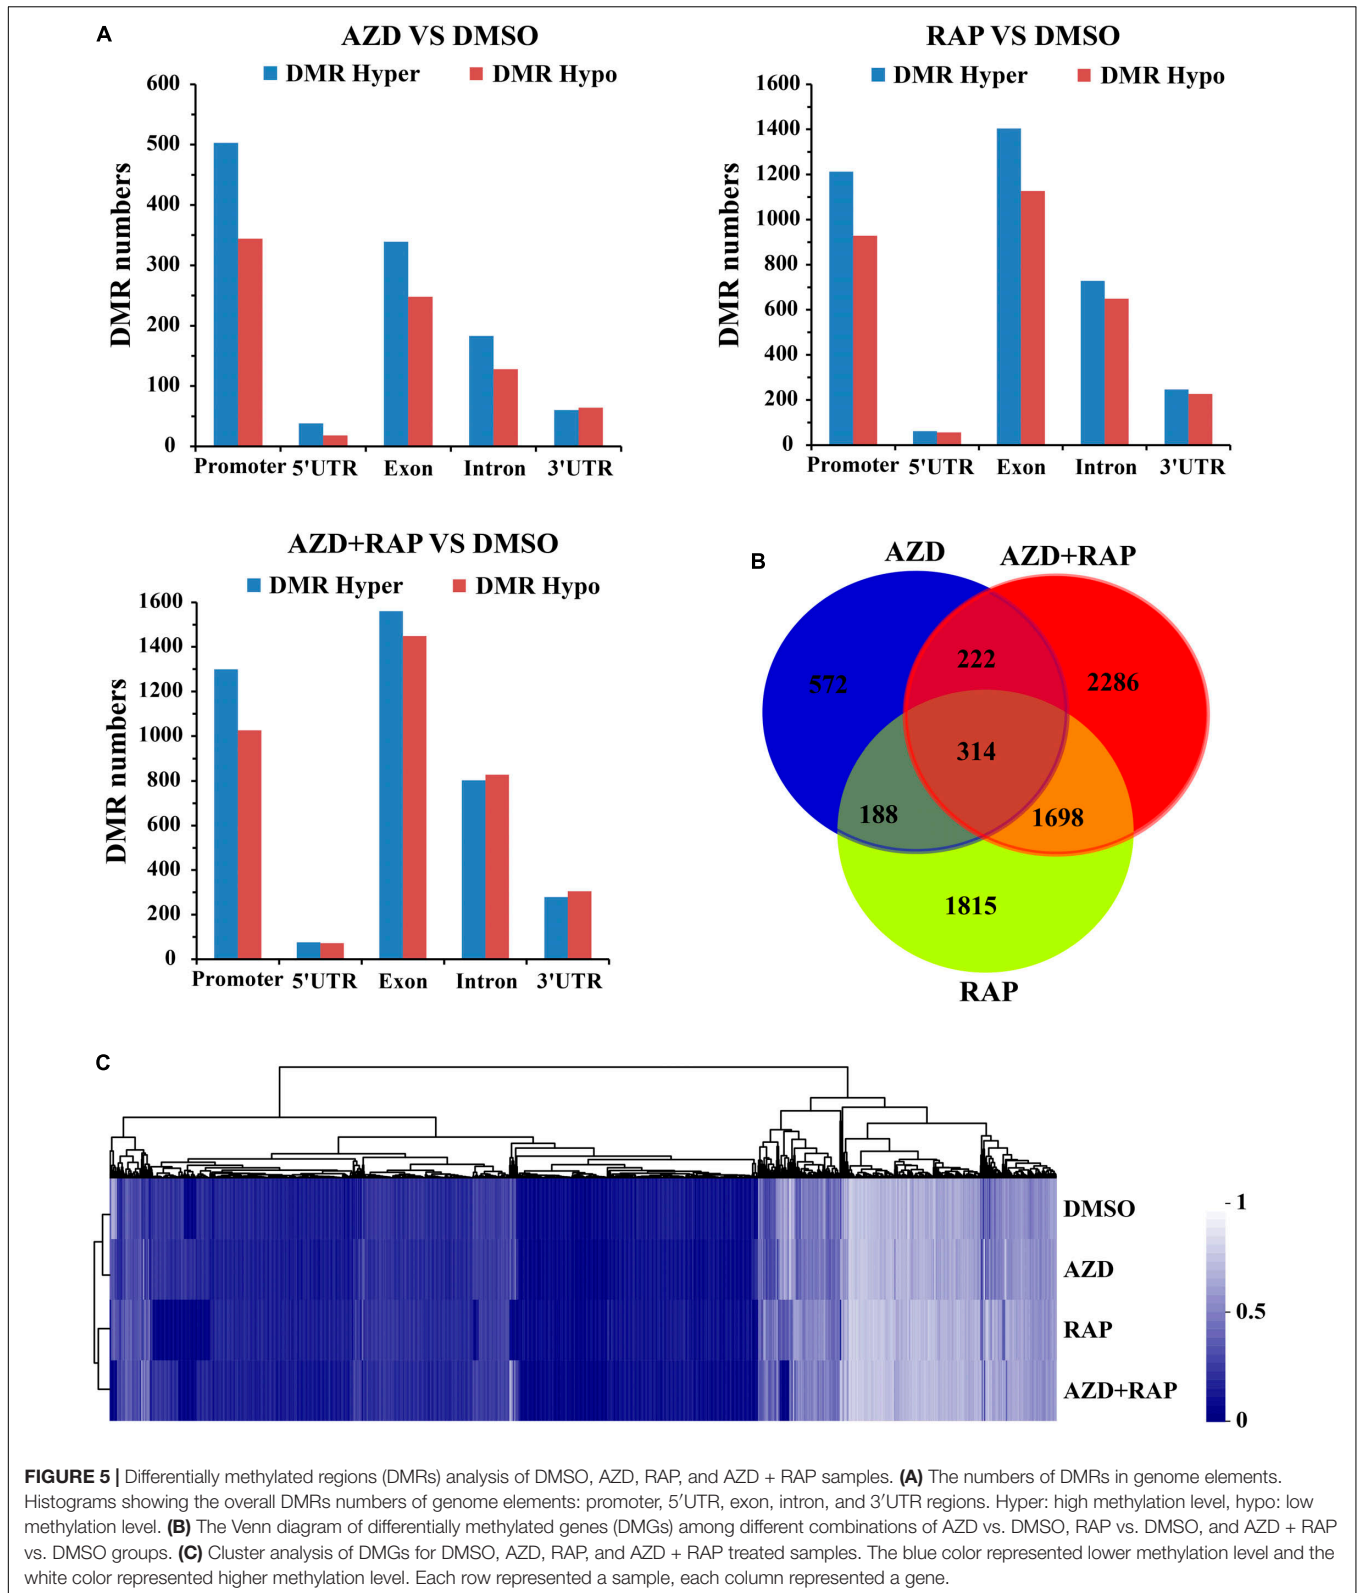 A
AZD VS DMSO
DMR Hyper DMR Hypo
600
500
400
300
200
100
0
DMR numbers
Promoter 5'UTR Exon Intron 3'UTR
RAP VS DMSO
DMR Hyper DMR Hypo
1600
1400
1200
1000
800
600
400
200
0
DMR numbers
Promoter 5'UTR Exon Intron 3'UTR
AZD+RAP VS DMSO
DMR Hyper DMR Hypo
1600
1400
1200
1000
800
600
400
200
0
DMR numbers
Promoter 5'UTR Exon Intron 3'UTR
B
AZD AZD+RAP
222
572 2286
314
188 1698
1815
RAP
C
DMSO
AZD
RAP
AZD+RAP
1
0.5
0
FIGURE 5 | Differentially methylated regions (DMRs) analysis of DMSO, AZD, RAP, and AZD + RAP samples. (A) The numbers of DMRs in genome elements.
Histograms showing the overall DMRs numbers of genome elements: promoter, 5′UTR, exon, intron, and 3′UTR regions. Hyper: high methylation level, hypo: low
methylation level. (B) The Venn diagram of differentially methylated genes (DMGs) among different combinations of AZD vs. DMSO, RAP vs. DMSO, and AZD + RAP
vs. DMSO groups. (C) Cluster analysis of DMGs for DMSO, AZD, RAP, and AZD + RAP treated samples. The blue color represented lower methylation level and the
white color represented higher methylation level. Each row represented a sample, each column represented a gene.